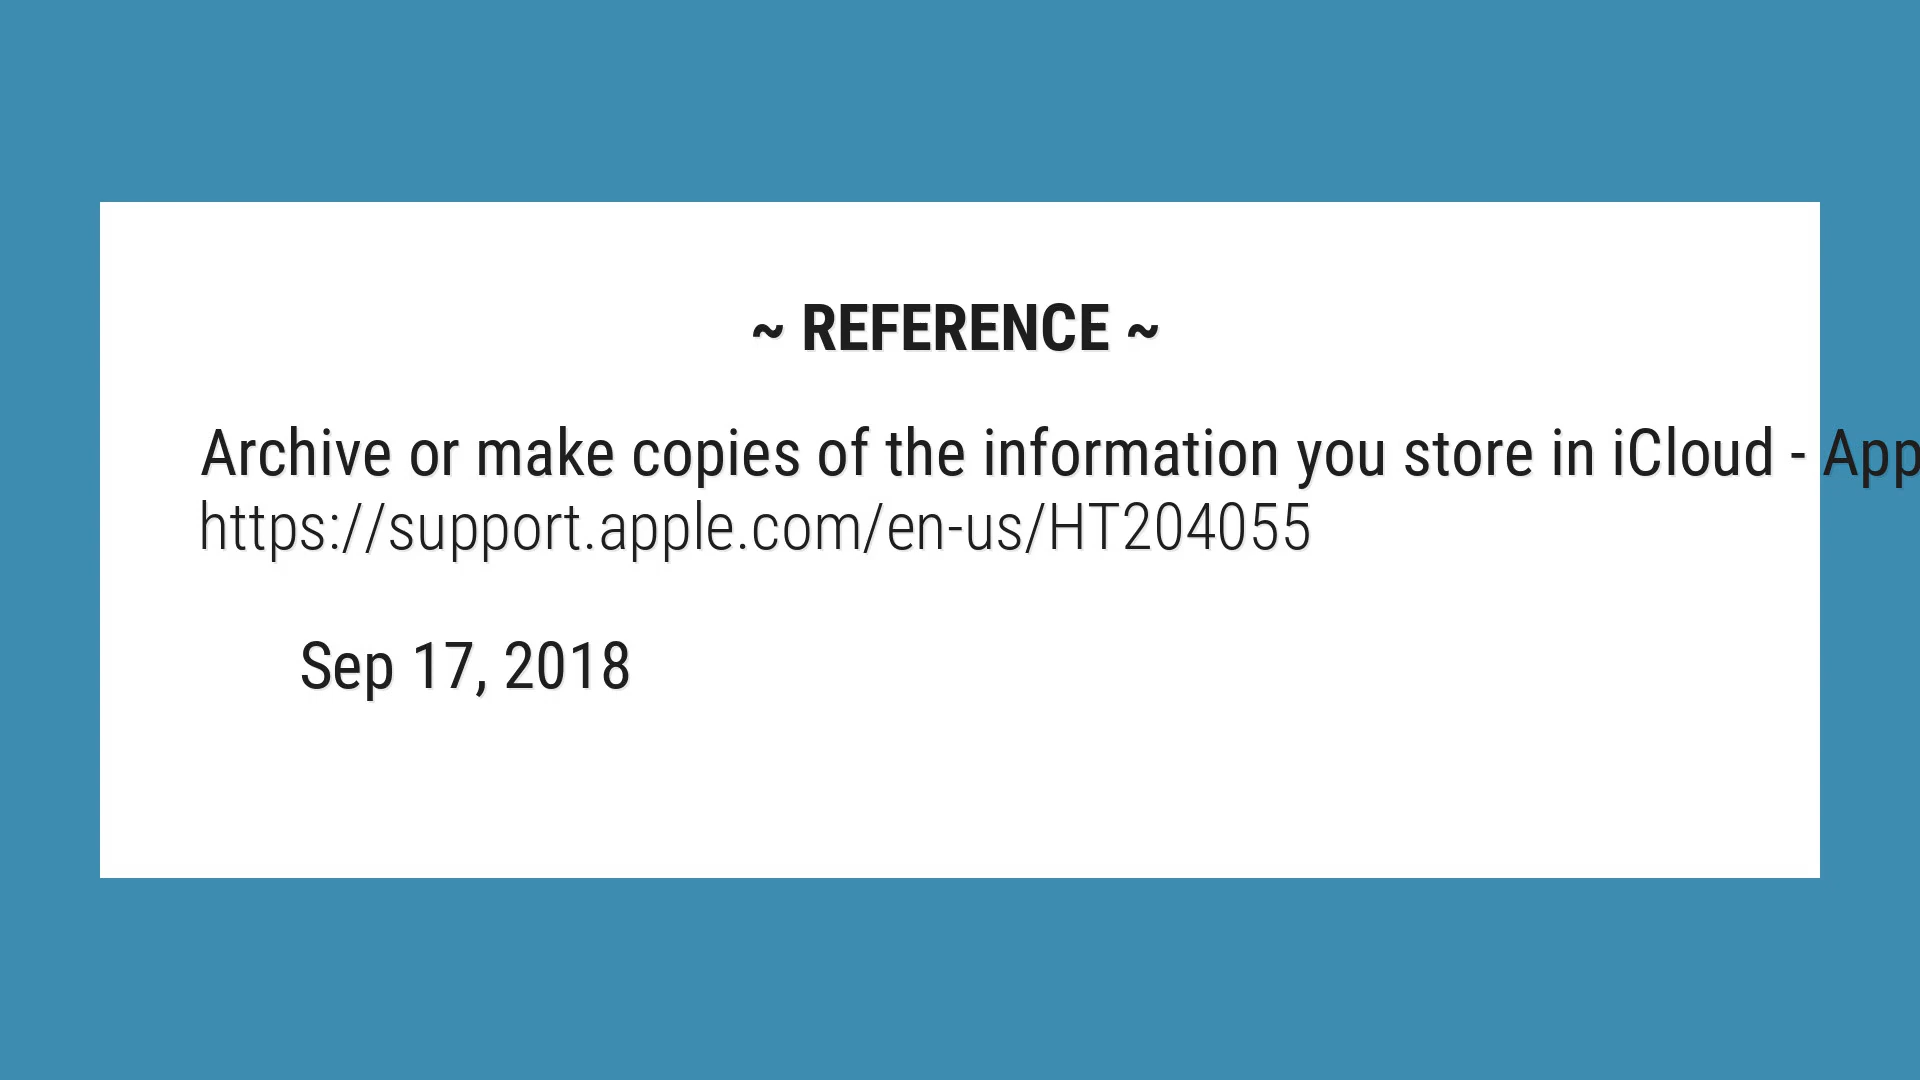 ~ REFERENCE ~
Archive or make copies of the information you store in iCloud - App
https://support.apple.com/en-us/HT204055
Sep 17, 2018